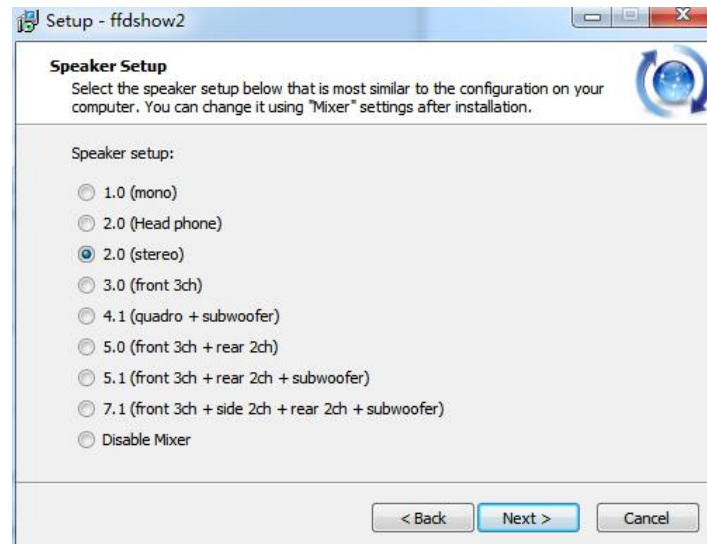 Setup - ffdshow2
Speaker Setup
Select the speaker setup below that is most similar to the configuration on your
computer. You can change it using "Mixer" settings after installation.
Speaker setup:
1.0 (mono)
2.0 (Head phone)
2.0 (stereo)
3.0 (front 3ch)
4.1 (quadro + subwoofer)
5.0 (front 3ch + rear 2ch)
5.1 (front 3ch + rear 2ch + subwoofer)
7.1 (front 3ch + side 2ch + rear 2ch + subwoofer)
Disable Mixer
< Back Next > Cancel